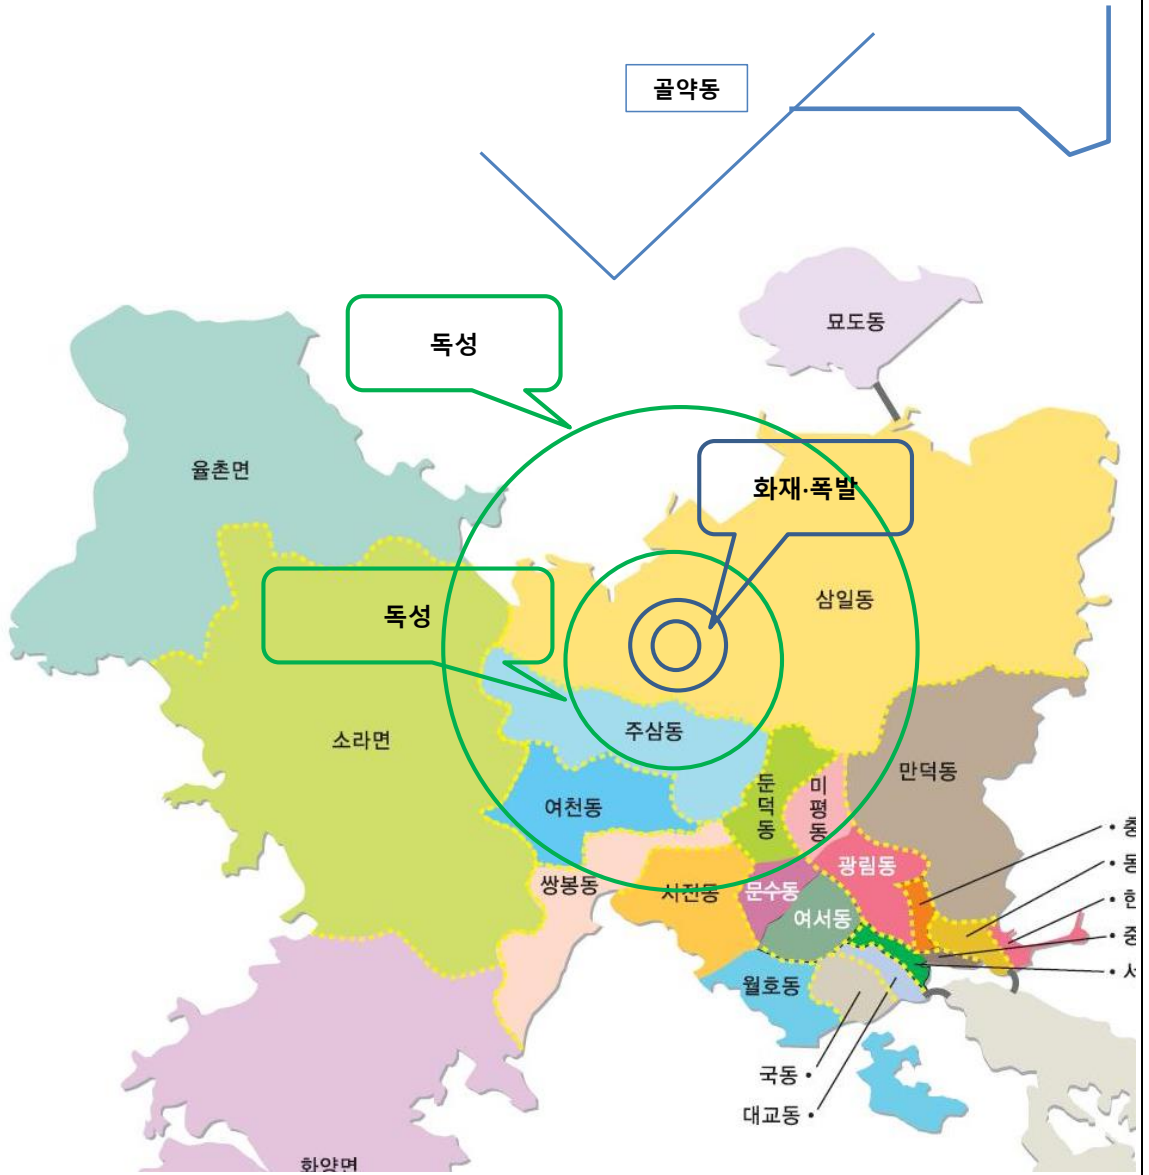 골약동
묘도동
독성
율촌면
화재·폭발
삼일동
독성
소라면
주삼동
만덕동
둔덕동
미평동
여천동
광림동
쌍봉동
시전동
문수동
여서동
월호동
국동
대교동
화양면